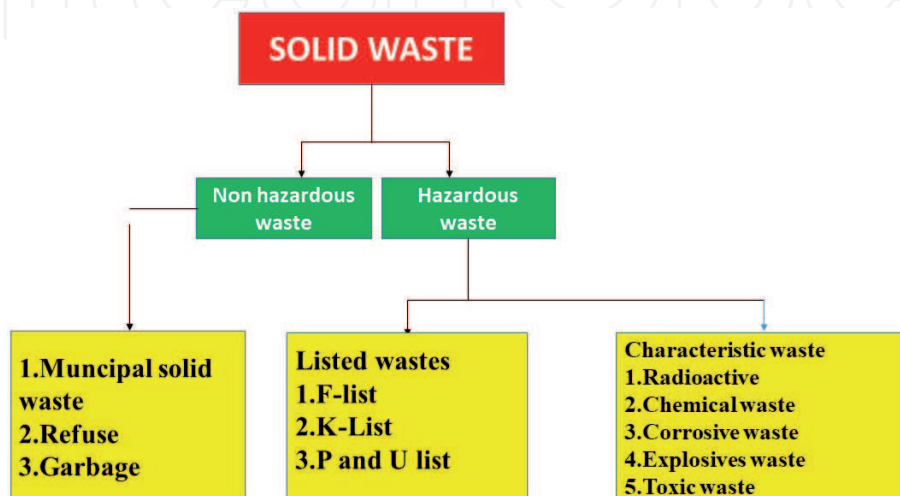 SOLID WASTE
Non hazardous
waste
Hazardous
waste
1.Muncipal solid
waste
2.Refuse
3.Garbage
Listed wastes
1.F-list
2.K-List
3.P and U list
Characteristic waste
1.Radioactive
2.Chemical waste
3.Corrosive waste
4.Explosives waste
5.Toxic waste